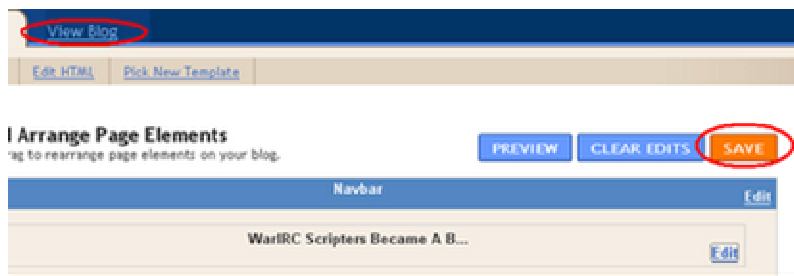 View Blog
Edit HTML Pick New Template
l Arrange Page Elements
rag to rearrange page elements on your blog.
PREVIEW CLEAR EDITS SAVE
Navbar Edit
WarIRC Scripters Became A B...
Edit